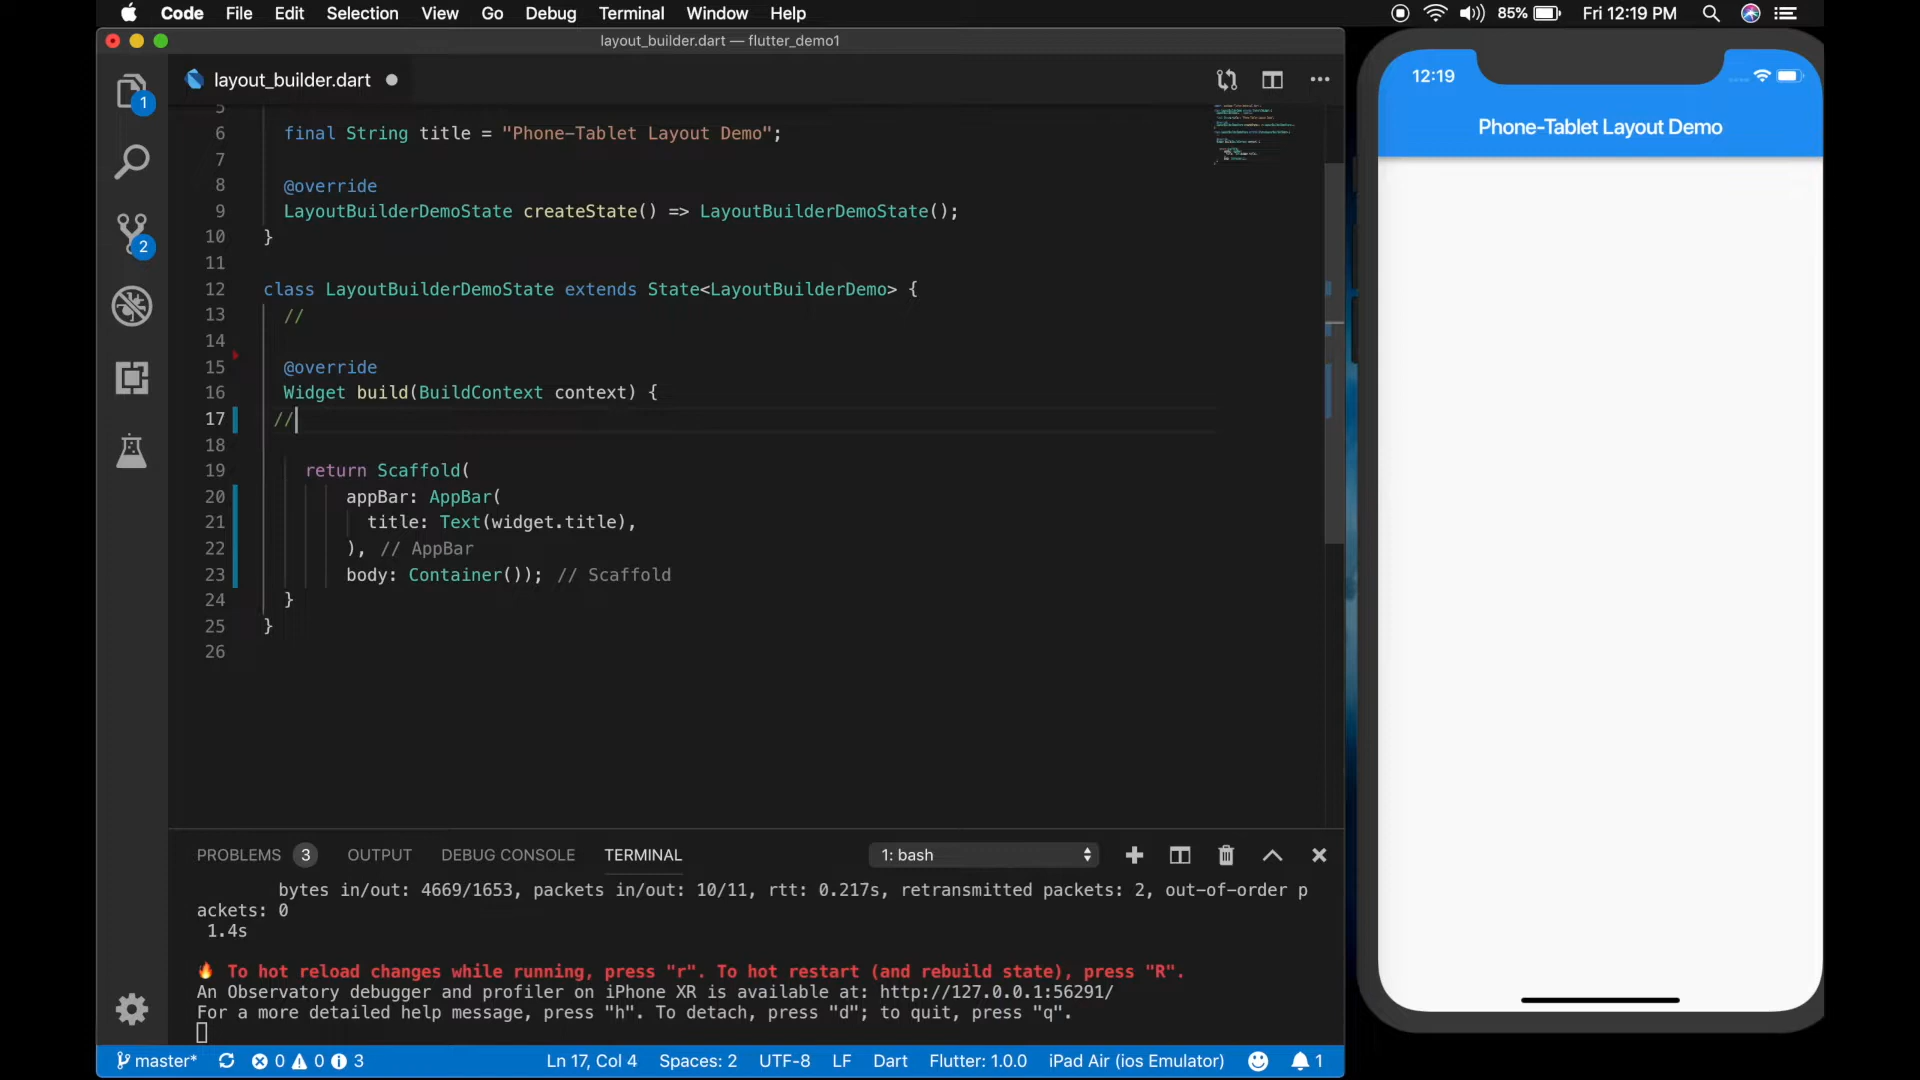 Code File Edit Selection View Go Debug Terminal Window Help
85% Fri 12:19 PM
layout_builder.dart — flutter_demo1
layout_builder.dart
1
2
5
6 final String title = "Phone-Tablet Layout Demo";
7
8 @override
9 LayoutBuilderDemoState createState() => LayoutBuilderDemoState();
10 }
11
12 class LayoutBuilderDemoState extends State<LayoutBuilderDemo> {
13 //
14
15 @override
16 Widget build(BuildContext context) {
17 //
18
19 return Scaffold(
20 appBar: AppBar(
21 title: Text(widget.title),
22 ), // AppBar
23 body: Container()); // Scaffold
24 }
25 }
26
PROBLEMS 3 OUTPUT DEBUG CONSOLE TERMINAL 1: bash
bytes in/out: 4669/1653, packets in/out: 10/11, rtt: 0.217s, retransmitted packets: 2, out-of-order p
ackets: 0
1.4s
🔥 To hot reload changes while running, press "r". To hot restart (and rebuild state), press "R".
An Observatory debugger and profiler on iPhone XR is available at: http://127.0.0.1:56291/
For a more detailed help message, press "h". To detach, press "d"; to quit, press "q".
master* 0 0 3 Ln 17, Col 4 Spaces: 2 UTF-8 LF Dart Flutter: 1.0.0 iPad Air (ios Emulator) 1
12:19
Phone-Tablet Layout Demo